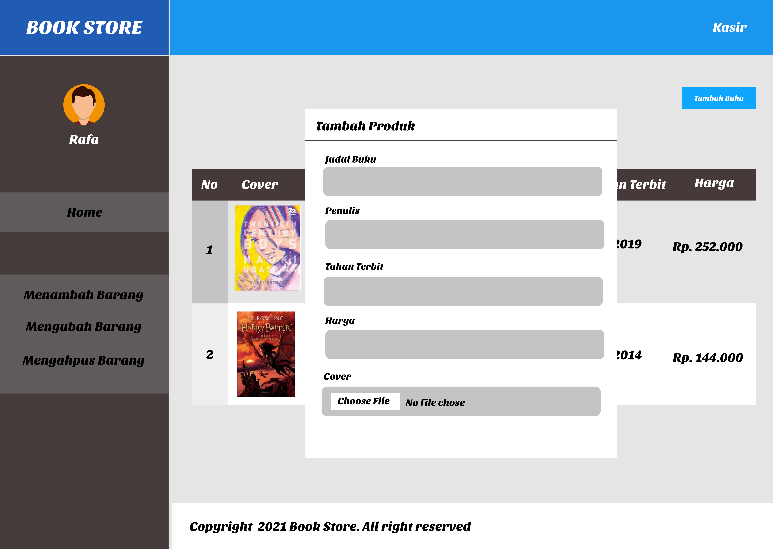 BOOK STORE
Kasir
Rafa
Home
Menambah Barang
Mengubah Barang
Mengahpus Barang
Tambah Buku
Tambah Produk
Judul Buku
Penulis
Tahun Terbit
Harga
Cover
Choose File No file chose
No Cover n Terbit Harga
1 2019 Rp. 252.000
2 HARRY POTTER 2014 Rp. 144.000
Copyright 2021 Book Store. All right reserved